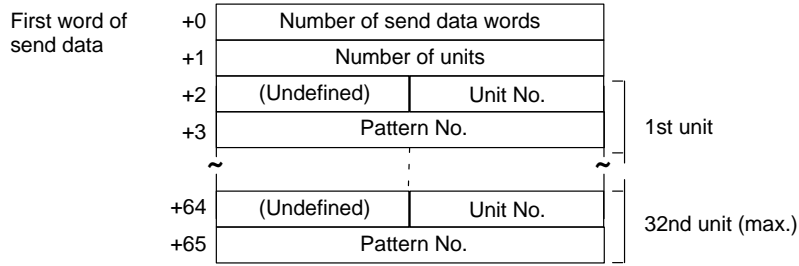 First word of
send data
+0 Number of send data words
+1 Number of units
+2 (Undefined) Unit No.
+3 Pattern No.
1st unit
~ ~
+64 (Undefined) Unit No.
+65 Pattern No.
32nd unit (max.)